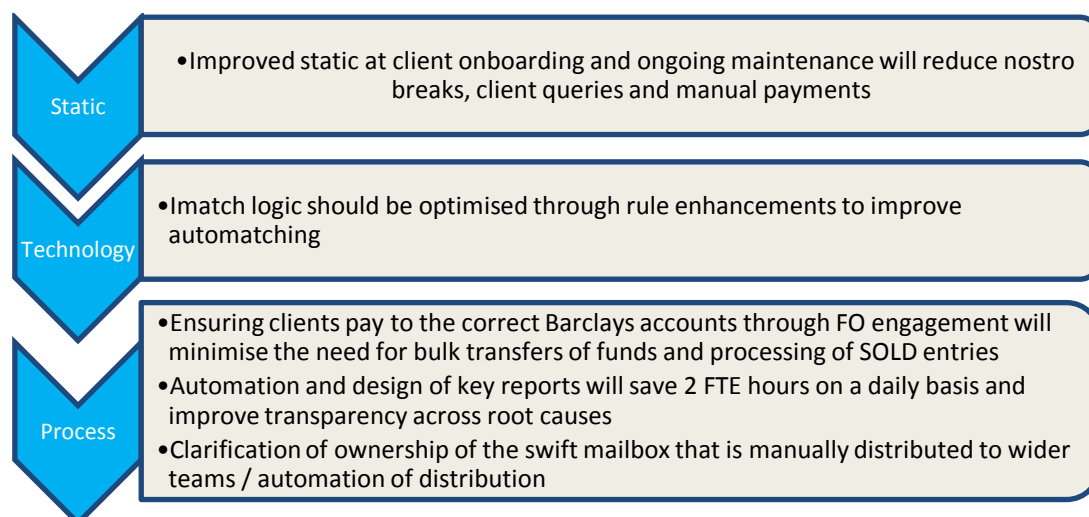 Static
•Improved static at client onboarding and ongoing maintenance will reduce nostro
breaks, client queries and manual payments
Technology
•Imatch logic should be optimised through rule enhancements to improve
automatching
Process
•Ensuring clients pay to the correct Barclays accounts through FO engagement will
minimise the need for bulk transfers of funds and processing of SOLD entries
•Automation and design of key reports will save 2 FTE hours on a daily basis and
improve transparency across root causes
•Clarification of ownership of the swift mailbox that is manually distributed to wider
teams / automation of distribution